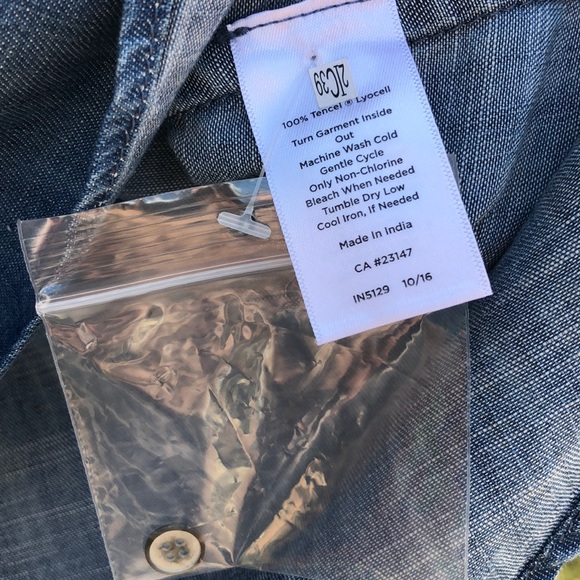 21C39
100% Tencel ® Lyocell
Turn Garment Inside
Out
Machine Wash Cold
Gentle Cycle
Only Non-Chlorine
Bleach When Needed
Tumble Dry Low
Cool Iron, If Needed
Made in India
CA #23147
IN5129 10/16